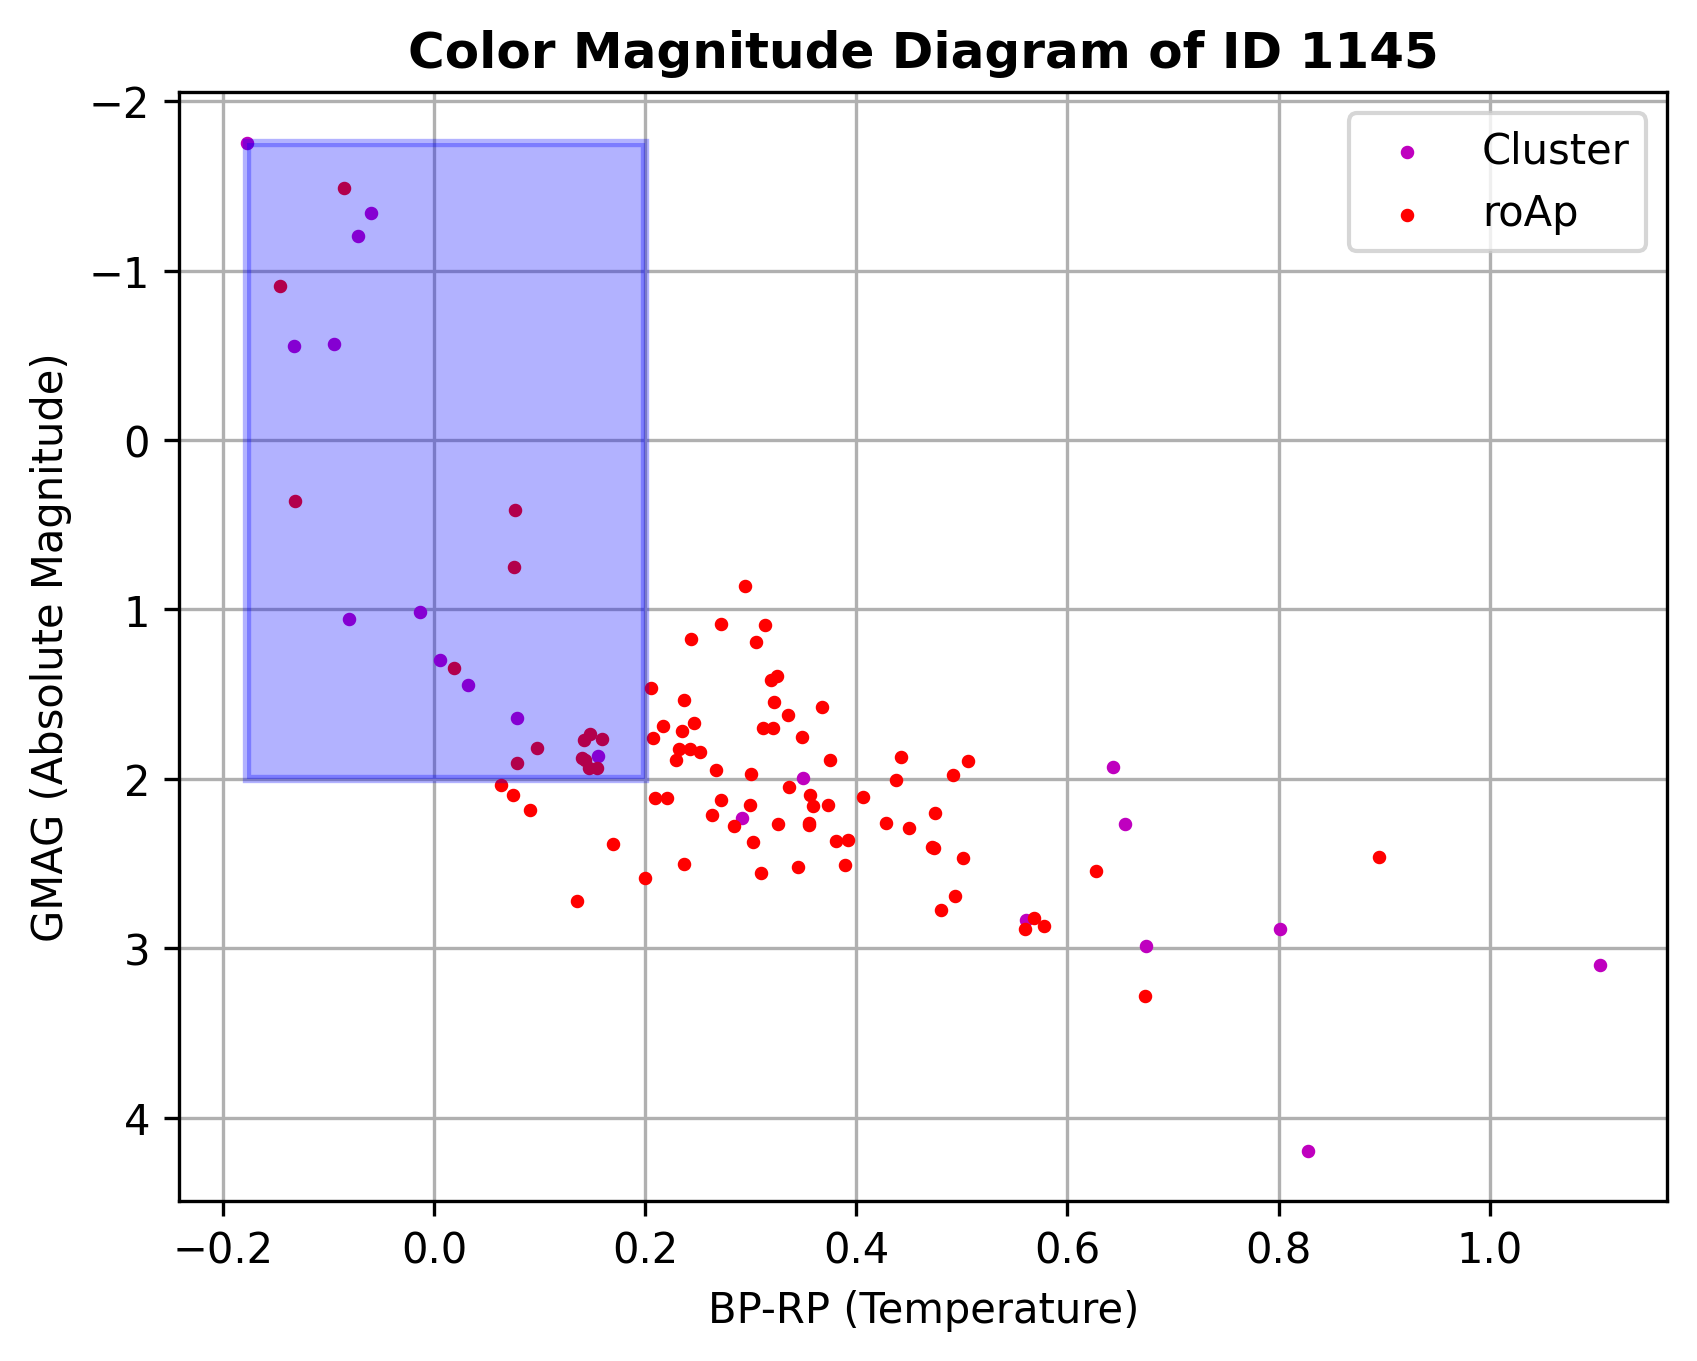 Color Magnitude Diagram of ID 1145
Cluster
roAp
GMAG (Absolute Magnitude)
−2
−1
0
1
2
3
4
−0.2 0.0 0.2 0.4 0.6 0.8 1.0
BP-RP (Temperature)